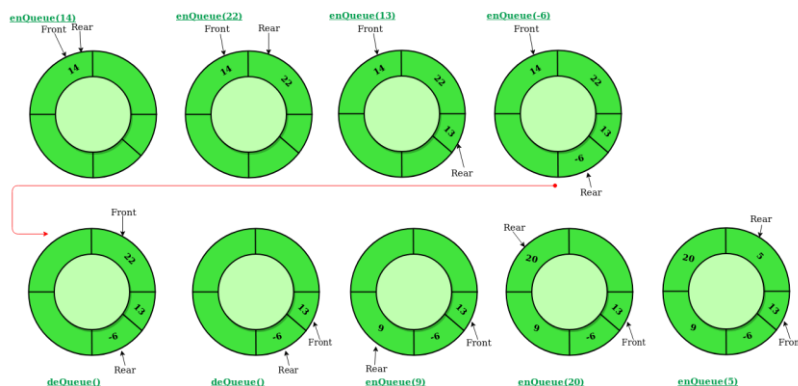 enQueue(14)
Front
Rear
14
enQueue(22)
Front
Rear
14
22
enQueue(13)
Front
14
22
13
Rear
enQueue(-6)
Front
14
22
13
-6
Rear
Front
22
13
-6
Rear
deQueue()
13
-6
Front
Rear
deQueue()
13
9
-6
Front
Rear
enQueue(9)
Rear
20
13
9
-6
Front
enQueue(20)
Rear
20
5
13
9
-6
Front
enQueue(5)